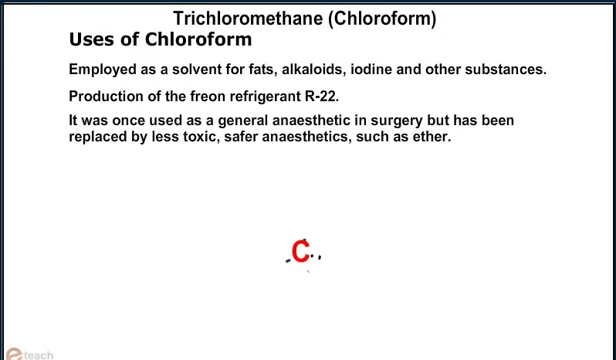 Trichloromethane (Chloroform)
Uses of Chloroform
Employed as a solvent for fats, alkaloids, iodine and other substances.
Production of the freon refrigerant R-22.
It was once used as a general anaesthetic in surgery but has been
replaced by less toxic, safer anaesthetics, such as ether.
C
e teach